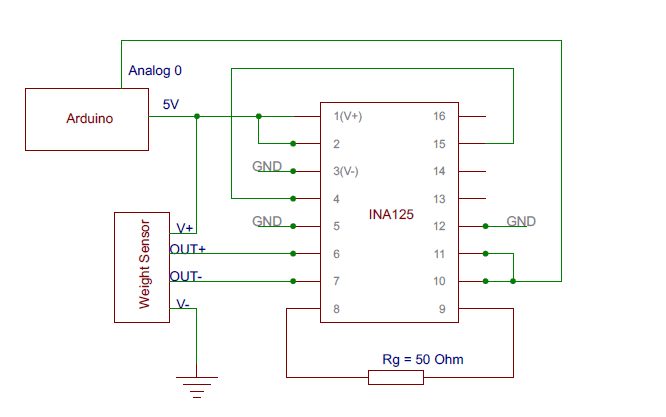 Analog 0
5V
Arduino
1(V+) 16
2 15
GND 3(V-) 14
4 13
INA125
GND 5 12 GND
V+
OUT+ 6 11
OUT- 7 10
Weight Sensor
V- 8 9
Rg = 50 Ohm